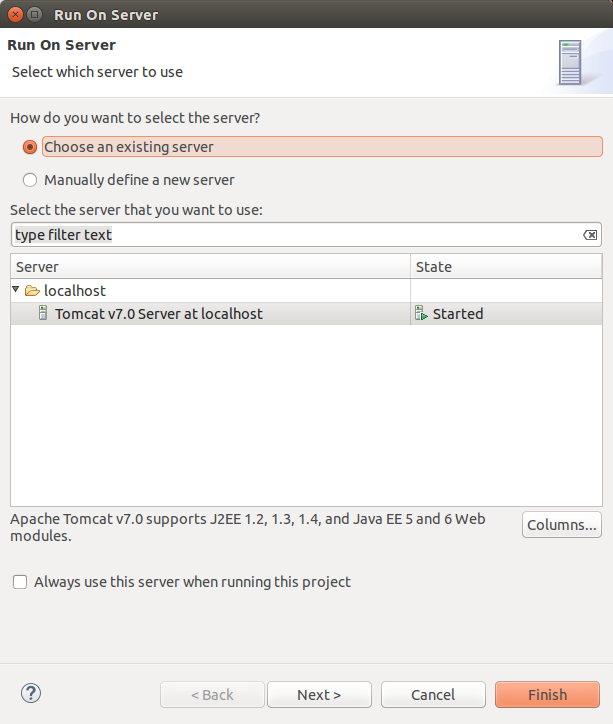 Run On Server
Run On Server
Select which server to use
How do you want to select the server?
Choose an existing server
Manually define a new server
Select the server that you want to use:
type filter text
Server State
localhost
Tomcat v7.0 Server at localhost Started
Apache Tomcat v7.0 supports J2EE 1.2, 1.3, 1.4, and Java EE 5 and 6 Web
modules.
Columns...
Always use this server when running this project
? < Back Next > Cancel Finish